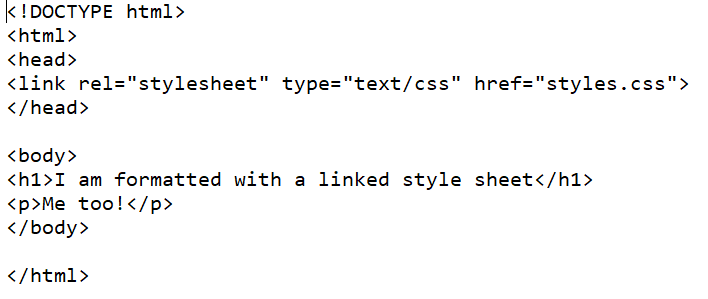 <!DOCTYPE html>
<html>
<head>
<link rel="stylesheet" type="text/css" href="styles.css">
</head>
<body>
<h1>I am formatted with a linked style sheet</h1>
<p>Me too!</p>
</body>
</html>